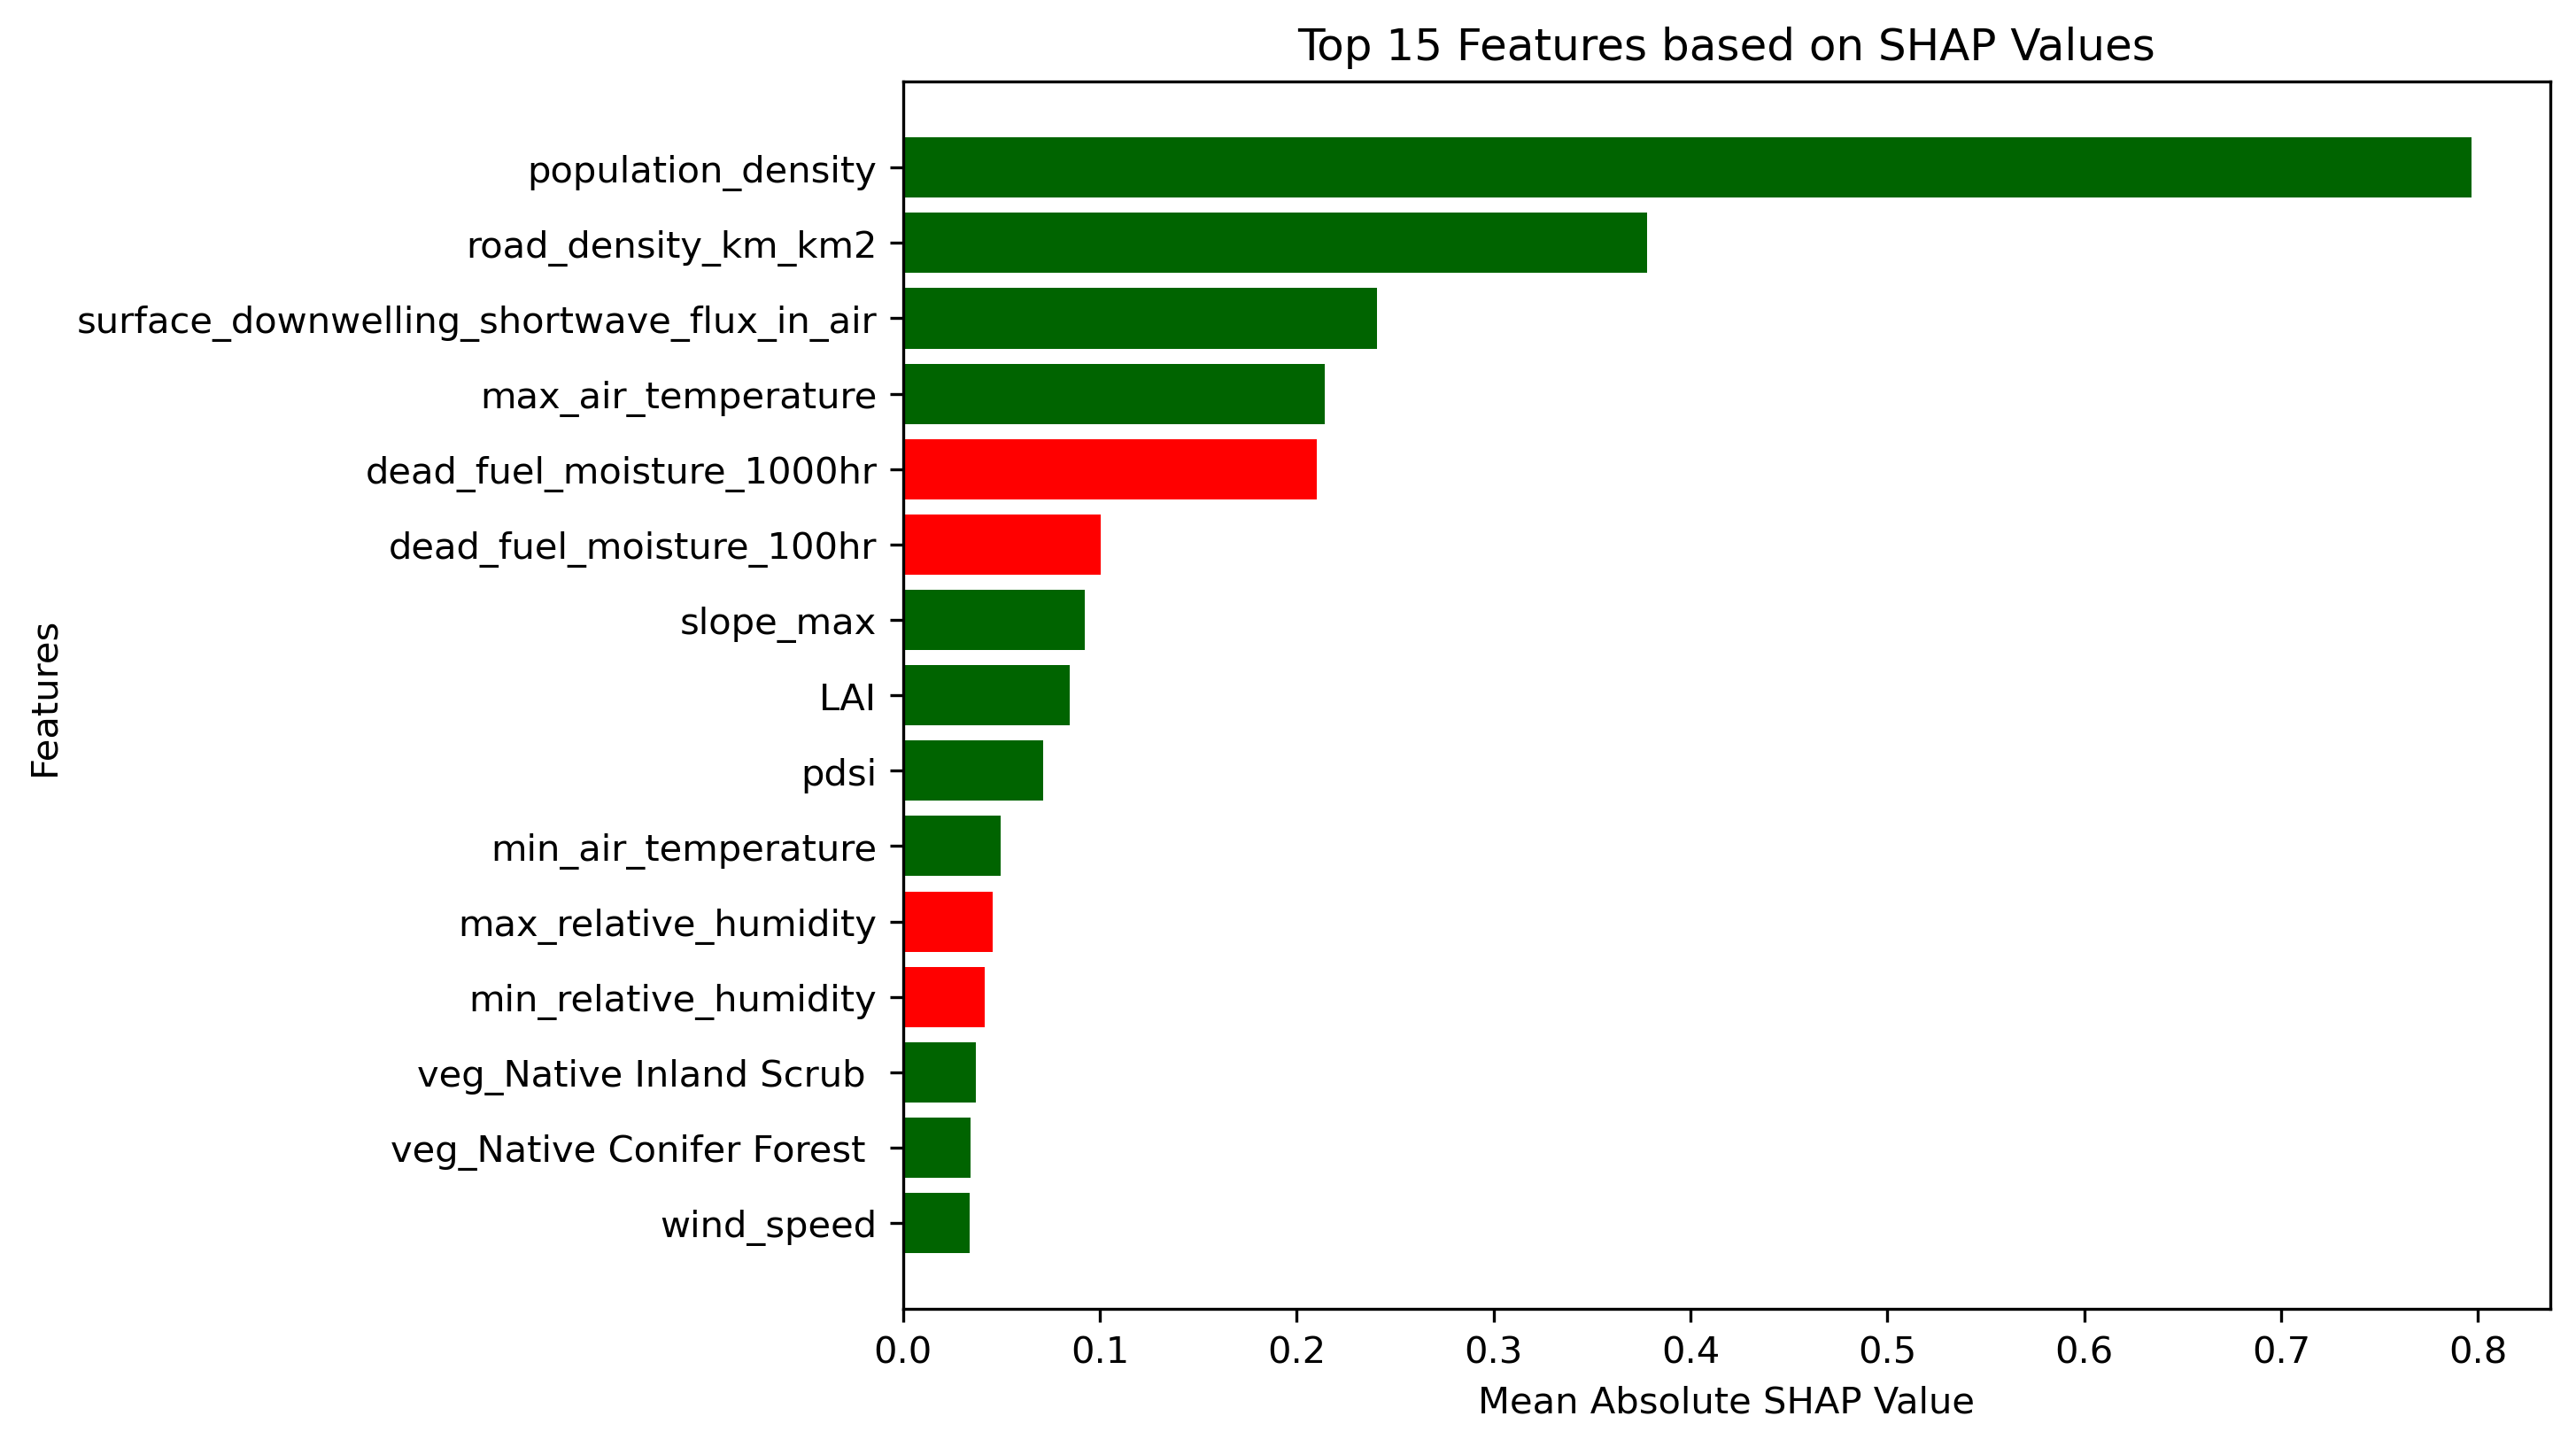 Top 15 Features based on SHAP Values
population_density
road_density_km_km2
surface_downwelling_shortwave_flux_in_air
max_air_temperature
dead_fuel_moisture_1000hr
dead_fuel_moisture_100hr
slope_max
LAI
pdsi
min_air_temperature
max_relative_humidity
min_relative_humidity
veg_Native Inland Scrub
veg_Native Conifer Forest
wind_speed
Features
0.0 0.1 0.2 0.3 0.4 0.5 0.6 0.7 0.8
Mean Absolute SHAP Value